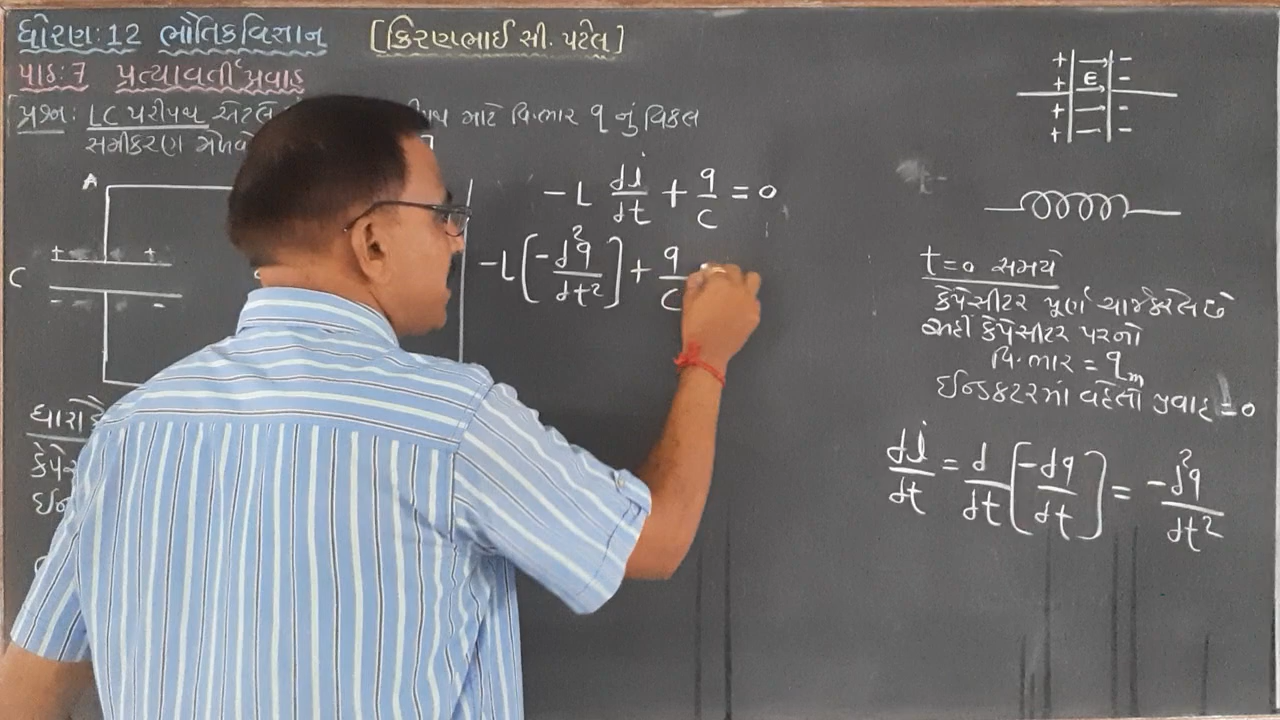 ધોરણ: 12 ભૌતિકવિજ્ઞાન [કિરણભાઈ સી. પટેલ]
પાઠ: 7 પ્રત્યાવર્તી પ્રવાહ
પ્રશ્ન: LC પરીપથ એટલે માટે વિ.ભાર q નું વિકલ
સમીકરણ
A
+ +
C
- -
ધારો કે
-L di/dt + q/C = 0
-L [-d²q/dt²] + q/C
+ -
+ E -
+ -
+ -
t=0 સમયે
કેપેસીટર પૂર્ણ ચાર્જ કરેલ છે
અહીં કેપેસીટર પરનો
વિ.ભાર = qm
ઈન્ડક્ટરમાં વહેતો પ્રવાહ = 0
di/dt = d/dt [-dq/dt] = -d²q/dt²